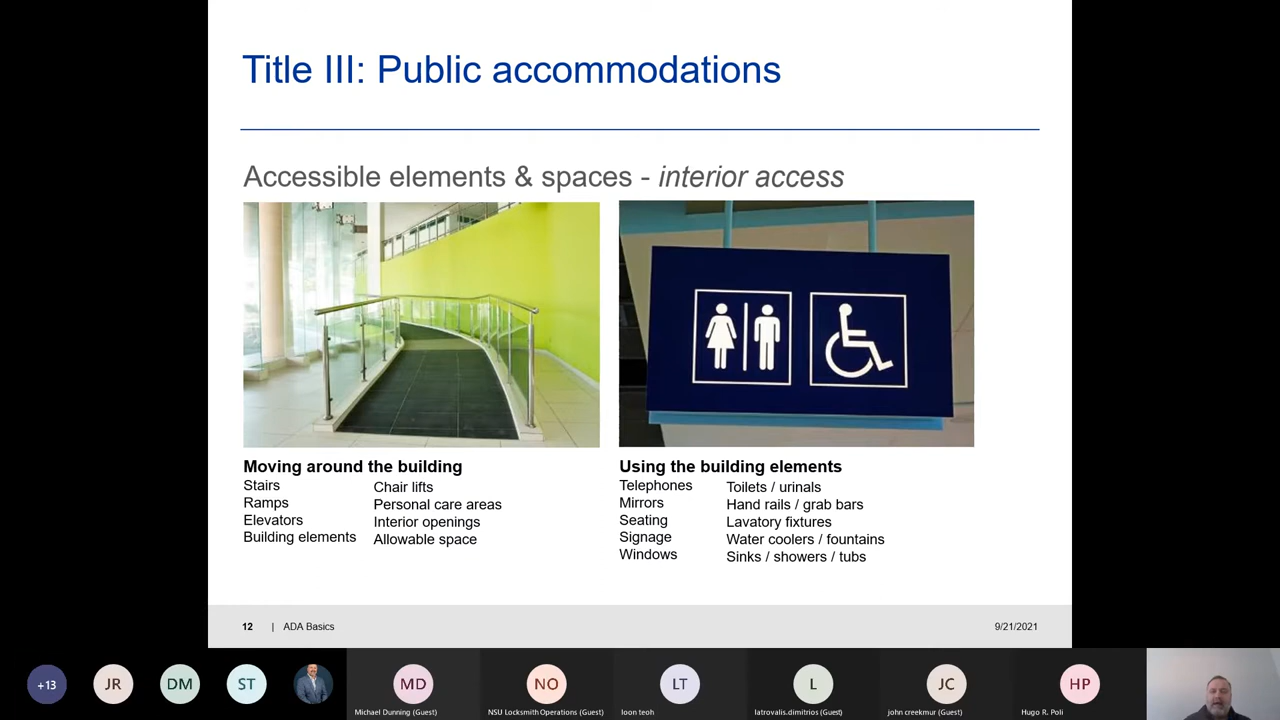 Title III: Public accommodations
Accessible elements & spaces - interior access
Moving around the building
Stairs
Ramps
Elevators
Building elements
Chair lifts
Personal care areas
Interior openings
Allowable space
Using the building elements
Telephones
Mirrors
Seating
Signage
Windows
Toilets / urinals
Hand rails / grab bars
Lavatory fixtures
Water coolers / fountains
Sinks / showers / tubs
12 | ADA Basics
9/21/2021
+13
JR
DM
ST
MD
Michael Dunning (Guest)
NO
NSU Locksmith Operations (Guest)
LT
loon teoh
L
latrovalis.dimitrios (Guest)
JC
john creekmur (Guest)
HP
Hugo R. Poli